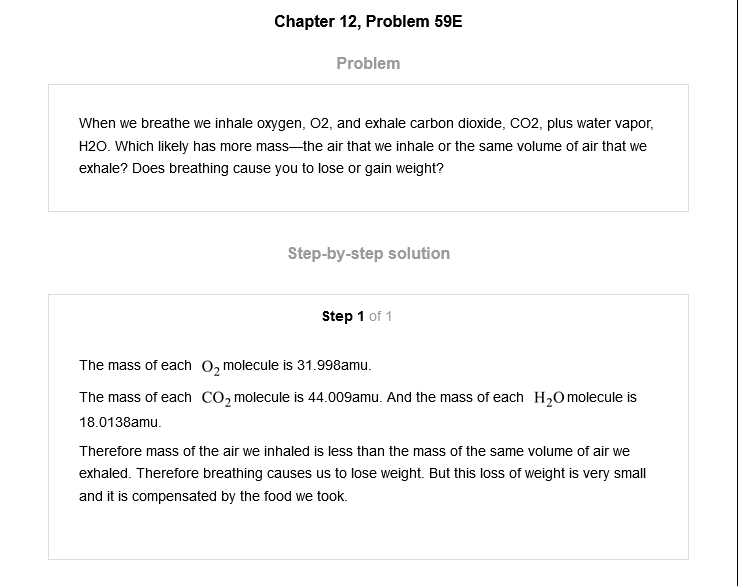 Chapter 12, Problem 59E
Problem
When we breathe we inhale oxygen, O2, and exhale carbon dioxide, CO2, plus water vapor,
H2O. Which likely has more mass—the air that we inhale or the same volume of air that we
exhale? Does breathing cause you to lose or gain weight?
Step-by-step solution
Step 1 of 1
The mass of each O₂ molecule is 31.998amu.
The mass of each CO₂ molecule is 44.009amu. And the mass of each H₂O molecule is
18.0138amu.
Therefore mass of the air we inhaled is less than the mass of the same volume of air we
exhaled. Therefore breathing causes us to lose weight. But this loss of weight is very small
and it is compensated by the food we took.